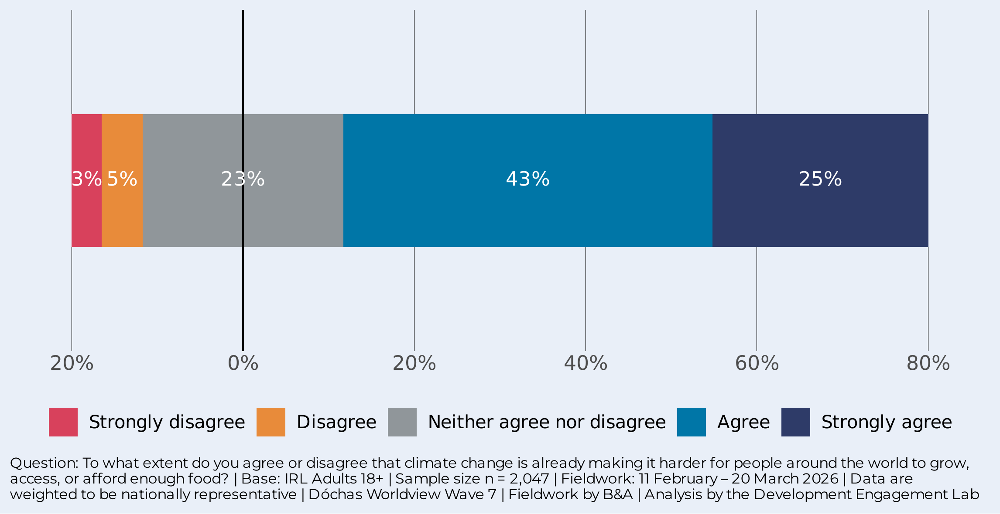 3% 5% 23% 43% 25%
20% 0% 20% 40% 60% 80%
Strongly disagree Disagree Neither agree nor disagree Agree Strongly agree
Question: To what extent do you agree or disagree that climate change is already making it harder for people around the world to grow,
access, or afford enough food? | Base: IRL Adults 18+ | Sample size n = 2,047 | Fieldwork: 11 February – 20 March 2026 | Data are
weighted to be nationally representative | Dóchas Worldview Wave 7 | Fieldwork by B&A | Analysis by the Development Engagement Lab